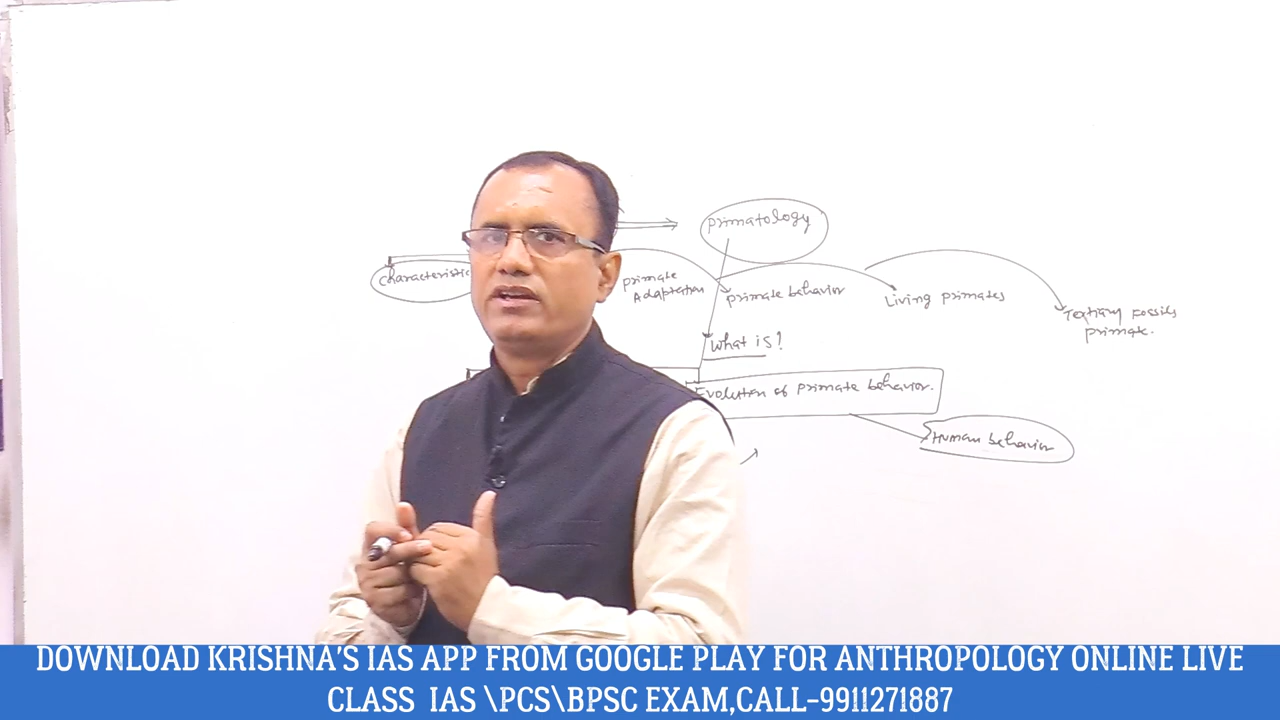 primatology
characteristic
primate
Adaptation
primate behavior
Living primates
Tertiary Fossils
primate.
What is?
Evolution of primate behavior.
Human behavior
DOWNLOAD KRISHNA'S IAS APP FROM GOOGLE PLAY FOR ANTHROPOLOGY ONLINE LIVE
CLASS IAS \PCS\BPSC EXAM,CALL-9911271887